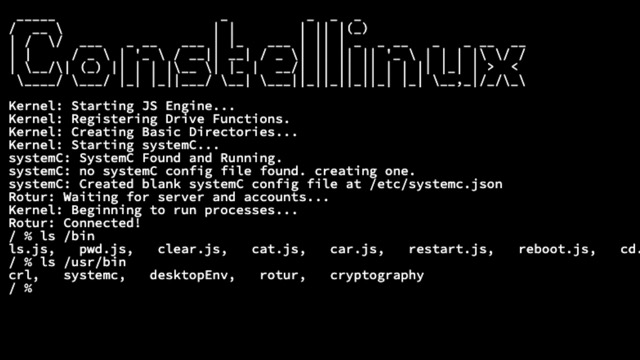 Constellinux
Kernel: Starting JS Engine...
Kernel: Registering Drive Functions.
Kernel: Creating Basic Directories...
Kernel: Starting systemC...
systemC: SystemC Found and Running.
systemC: no systemC config file found. creating one.
systemC: Created blank systemC config file at /etc/systemc.json
Rotur: Waiting for server and accounts...
Kernel: Beginning to run processes...
Rotur: Connected!
/ % ls /bin
ls.js, pwd.js, clear.js, cat.js, car.js, restart.js, reboot.js, cd.
/ % ls /usr/bin
crl, systemc, desktopEnv, rotur, cryptography
/ %